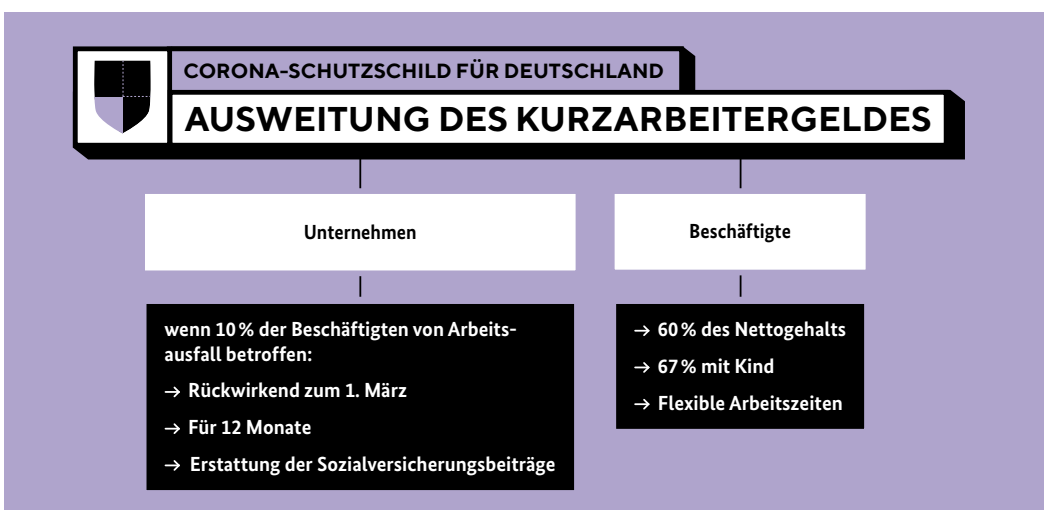 CORONA-SCHUTZSCHILD FÜR DEUTSCHLAND
AUSWEITUNG DES KURZARBEITERGELDES
Unternehmen
wenn 10 % der Beschäftigten von Arbeits-
ausfall betroffen:
→ Rückwirkend zum 1. März
→ Für 12 Monate
→ Erstattung der Sozialversicherungsbeiträge
Beschäftigte
→ 60 % des Nettogehalts
→ 67 % mit Kind
→ Flexible Arbeitszeiten